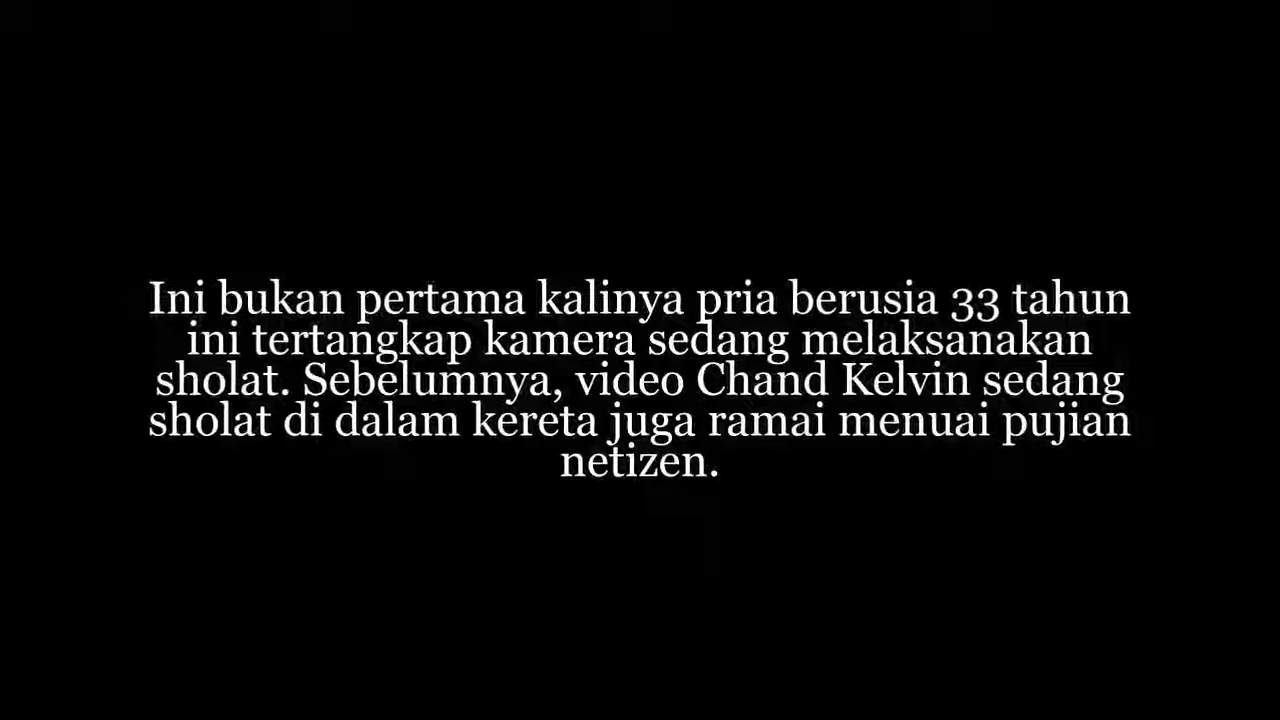 Ini bukan pertama kalinya pria berusia 33 tahun
ini tertangkap kamera sedang melaksanakan
sholat. Sebelumnya, video Chand Kelvin sedang
sholat di dalam kereta juga ramai menuai pujian
netizen.